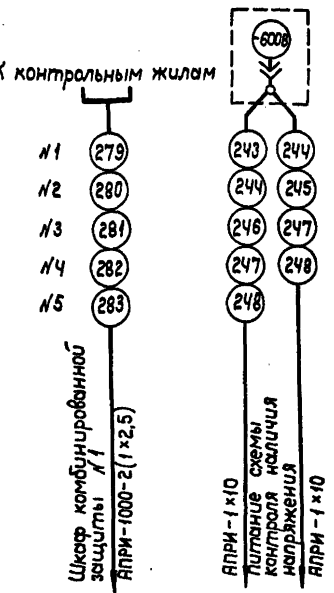 -600В
К контрольным жилам
№1 279 243 244
№2 280 244 245
№3 281 246 247
№4 282 247 248
№5 283 248
Шкаф комбинированной
защиты №1
АПРИ-1000-2(1×2,5)
АПРИ-1×10
Питание схемы
контроля наличия
напряжения
АПРИ-1×10